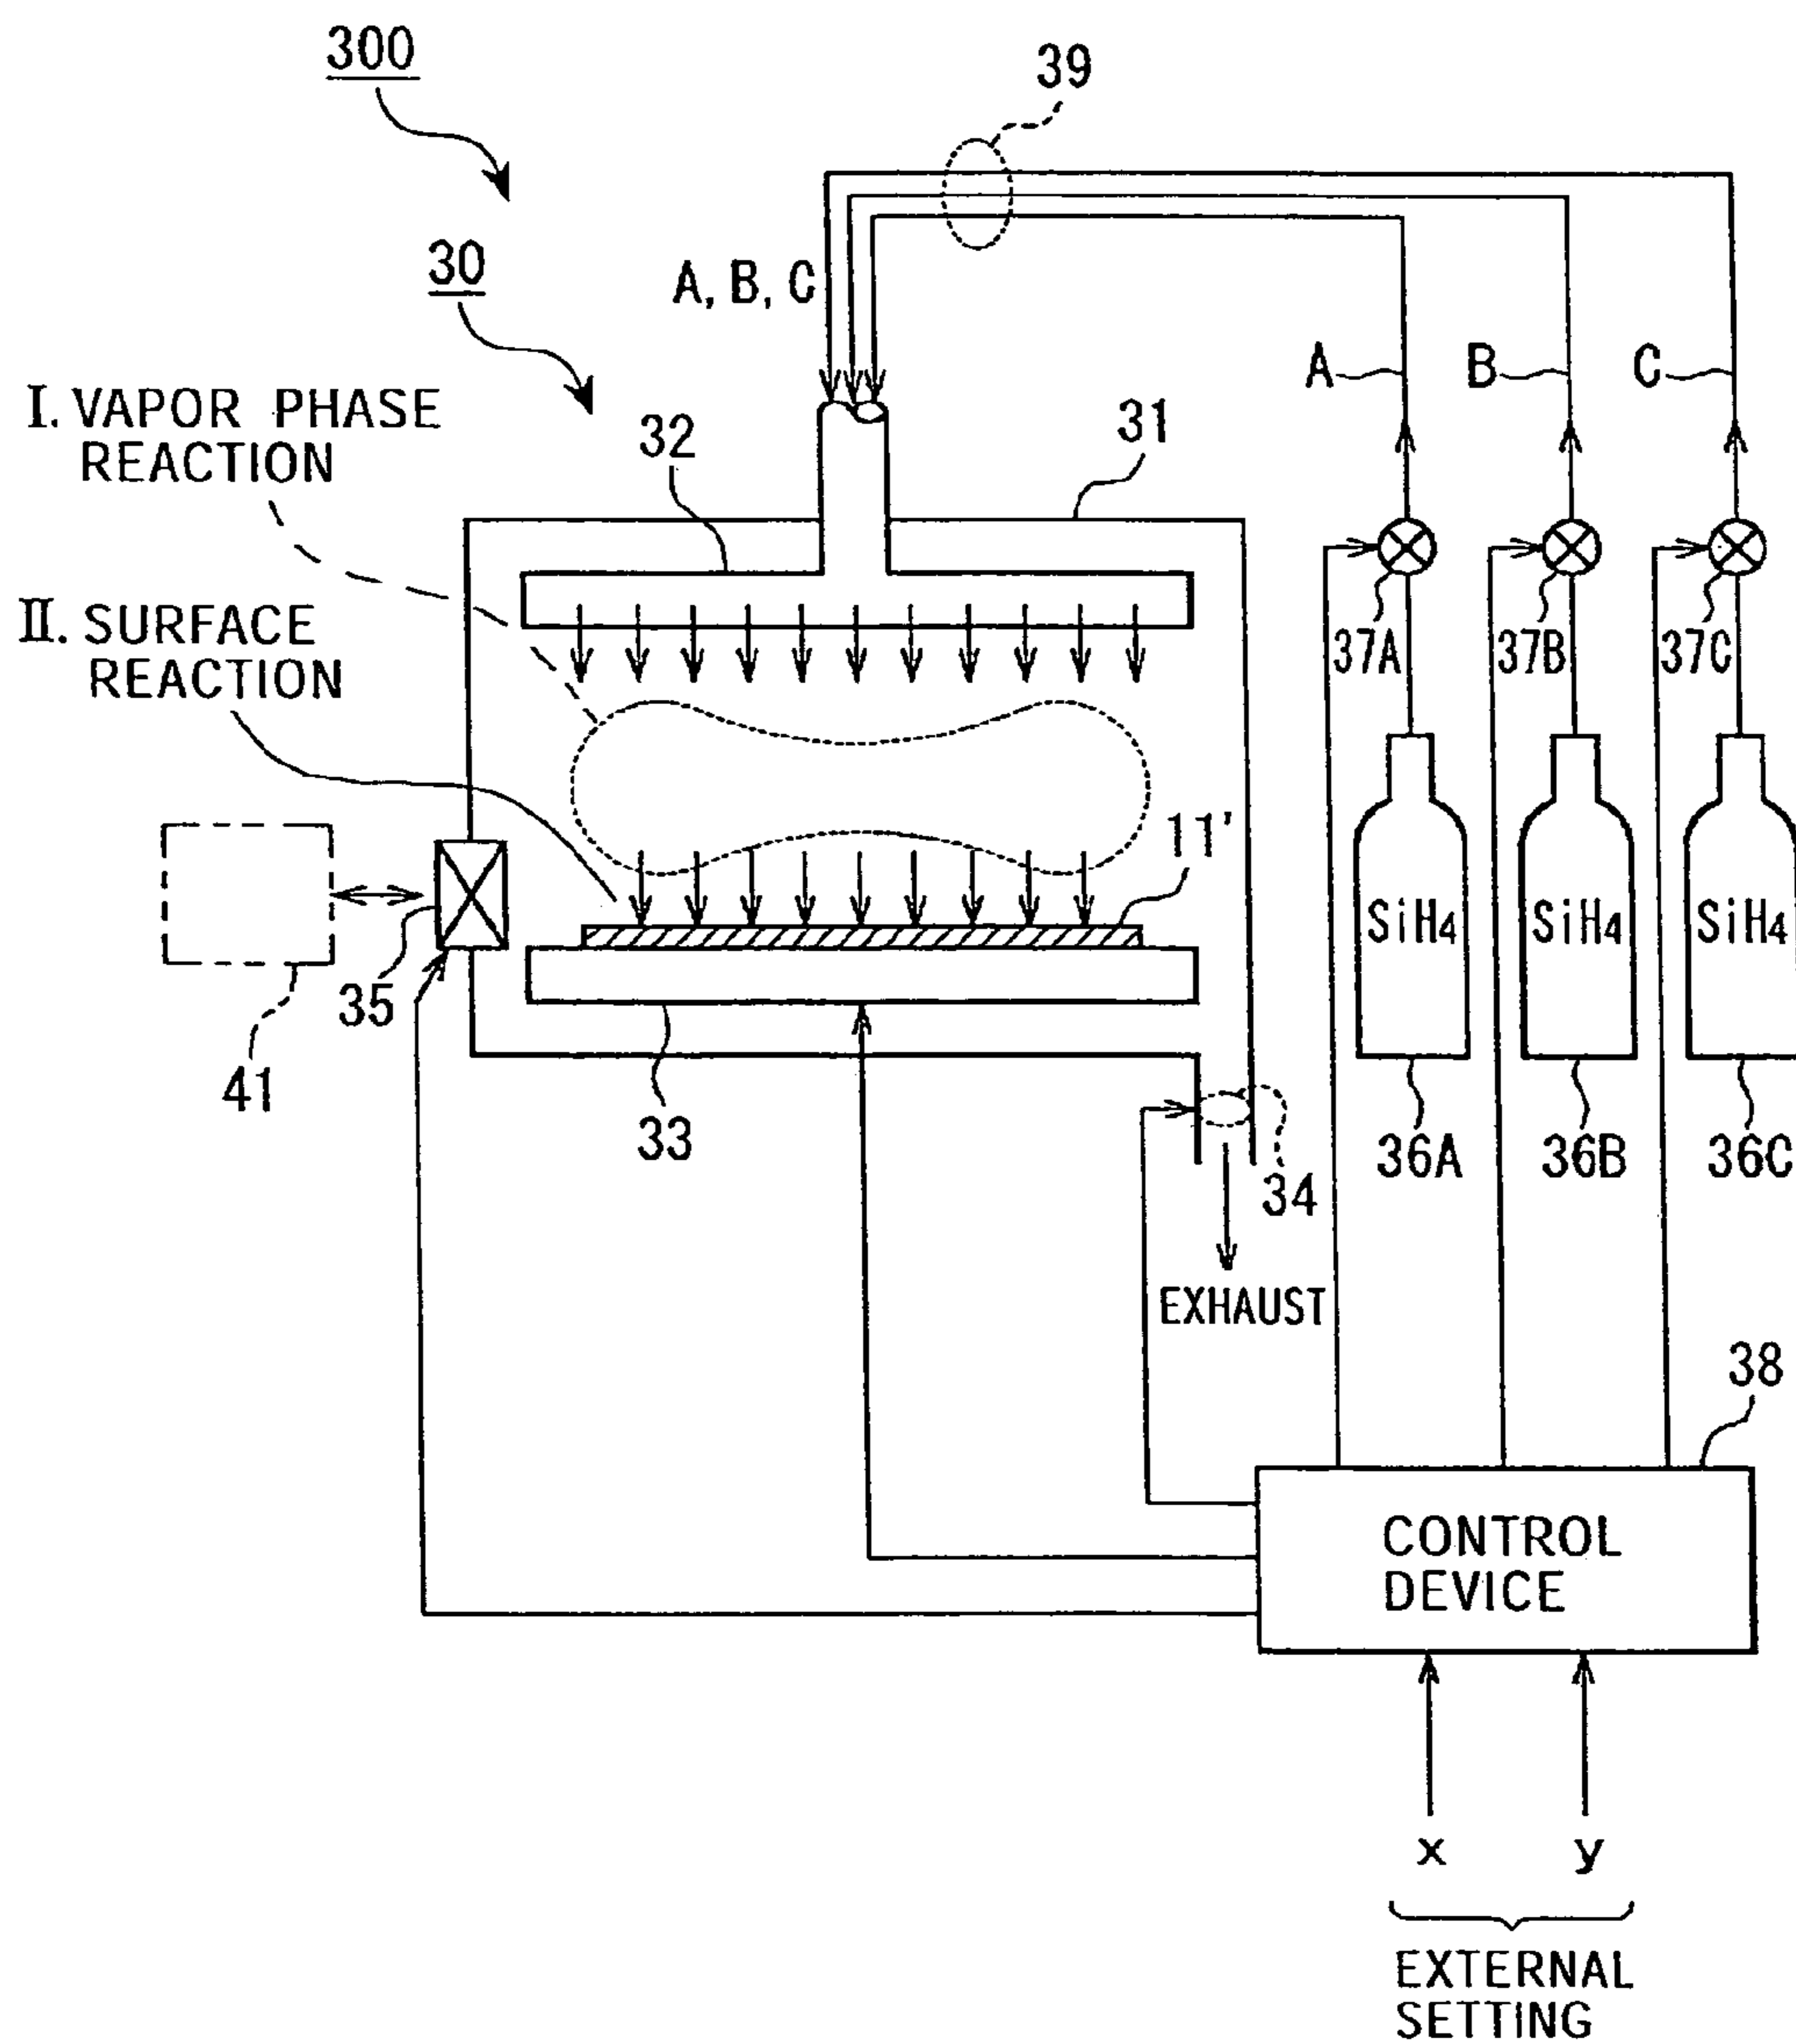 300
39
30
A, B, C
A
B
C
I. VAPOR PHASE
REACTION
32
31
II. SURFACE
REACTION
37A
37B
37C
11'
SiH4
SiH4
SiH4
35
41
33
34
36A
36B
36C
EXHAUST
38
CONTROL
DEVICE
x
y
EXTERNAL
SETTING